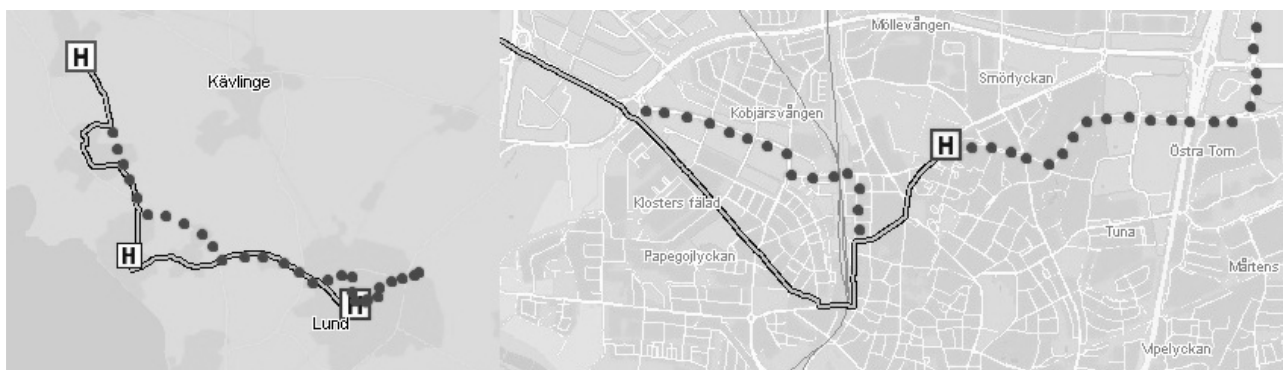 H
Kävlinge
H
H
Lund
Möllevången
Smörlyckan
Kobjärsvången
H
Östra Torn
Klosters fälad
Tuna
Papegojlyckan
Mårtens
Vipelyckan